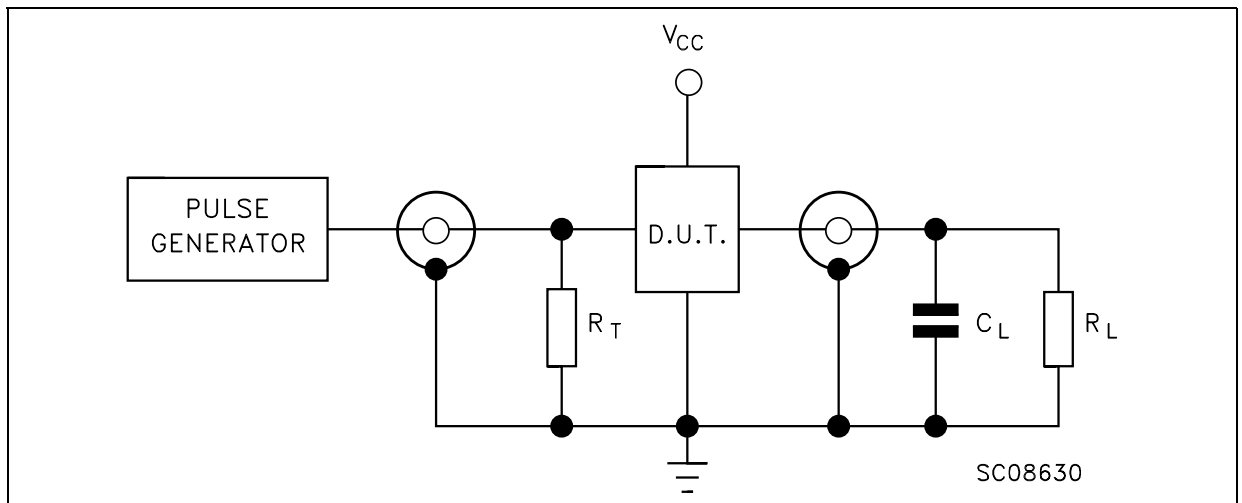 VCC
PULSE
GENERATOR
D.U.T.
RT
CL
RL
SC08630